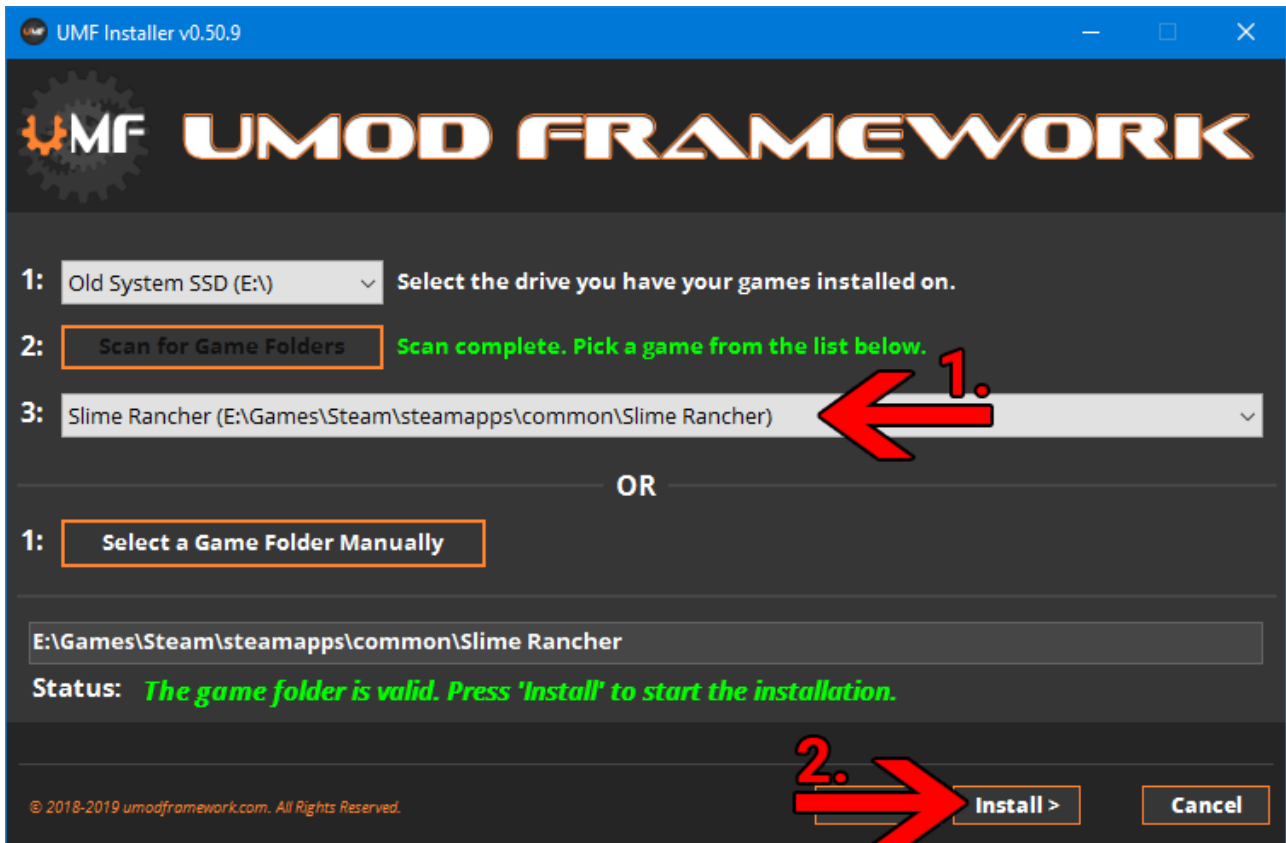 UMF Installer v0.50.9
UMF UMOD FRAMEWORK
1: Old System SSD (E:\) Select the drive you have your games installed on.
2: Scan for Game Folders Scan complete. Pick a game from the list below.
1.
3: Slime Rancher (E:\Games\Steam\steamapps\common\Slime Rancher)
OR
1: Select a Game Folder Manually
E:\Games\Steam\steamapps\common\Slime Rancher
Status: The game folder is valid. Press 'Install' to start the installation.
2.
© 2018-2019 umodframework.com. All Rights Reserved. Install > Cancel